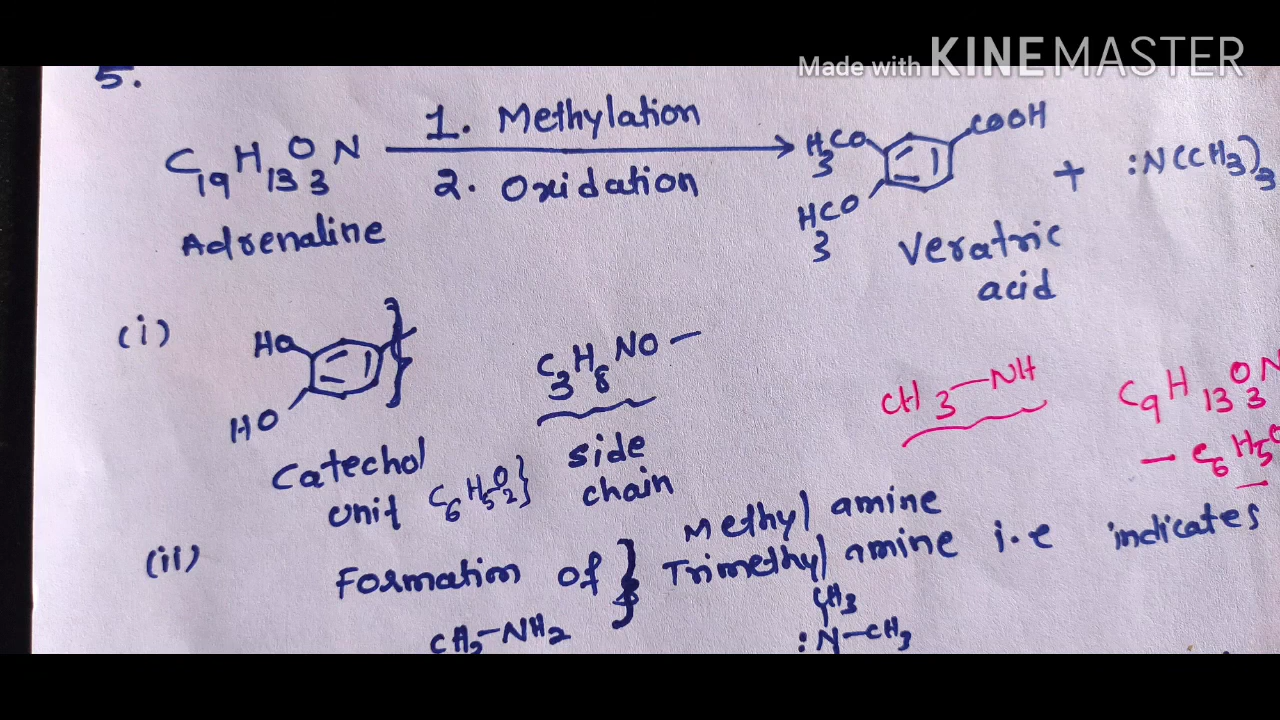 Made with KINEMASTER
5.
1. Methylation
C19H13O3N
2. Oxidation
Adrenaline
H3CO COOH
H3CO
+ :N(CH3)3
Veratric
acid
(i)
HO
HO
C3H8NO—
CH3—NH
C9H13O3N
— C6H5O
Catechol
unit C6H5O2}
side
chain
(ii)
Methyl amine
Formation of } Trimethyl amine i.e indicates
CH3—NH2
CH3
:N—CH3